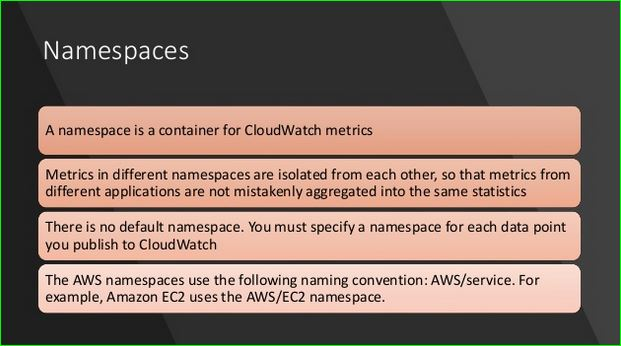 Namespaces
A namespace is a container for CloudWatch metrics
Metrics in different namespaces are isolated from each other, so that metrics from
different applications are not mistakenly aggregated into the same statistics
There is no default namespace. You must specify a namespace for each data point
you publish to CloudWatch
The AWS namespaces use the following naming convention: AWS/service. For
example, Amazon EC2 uses the AWS/EC2 namespace.